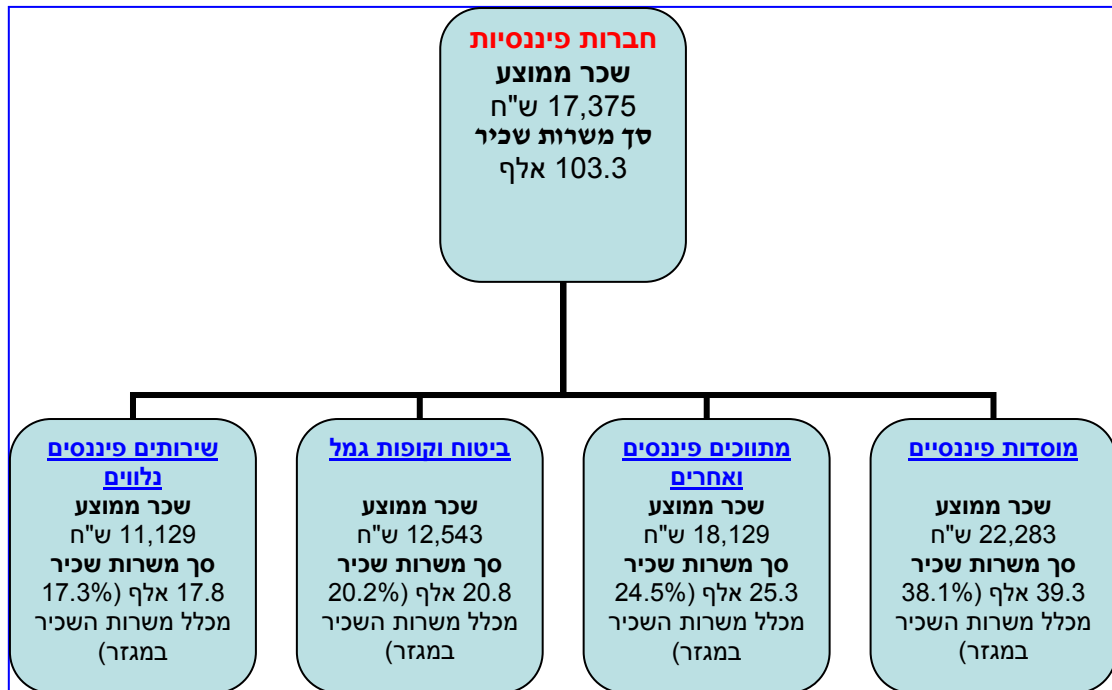 חברות פיננסיות
שכר ממוצע
17,375 ש"ח
סך משרות שכיר
103.3 אלף
מוסדות פיננסיים
שכר ממוצע
22,283 ש"ח
סך משרות שכיר
39.3 אלף (38.1%
מכלל משרות השכיר
במגזר)
מתווכים פיננסים
ואחרים
שכר ממוצע
18,129 ש"ח
סך משרות שכיר
25.3 אלף (24.5%
מכלל משרות השכיר
במגזר)
ביטוח וקופות גמל
שכר ממוצע
12,543 ש"ח
סך משרות שכיר
20.8 אלף (20.2%
מכלל משרות השכיר
במגזר)
שירותים פיננסים
נלווים
שכר ממוצע
11,129 ש"ח
סך משרות שכיר
17.8 אלף (17.3%
מכלל משרות השכיר
במגזר)